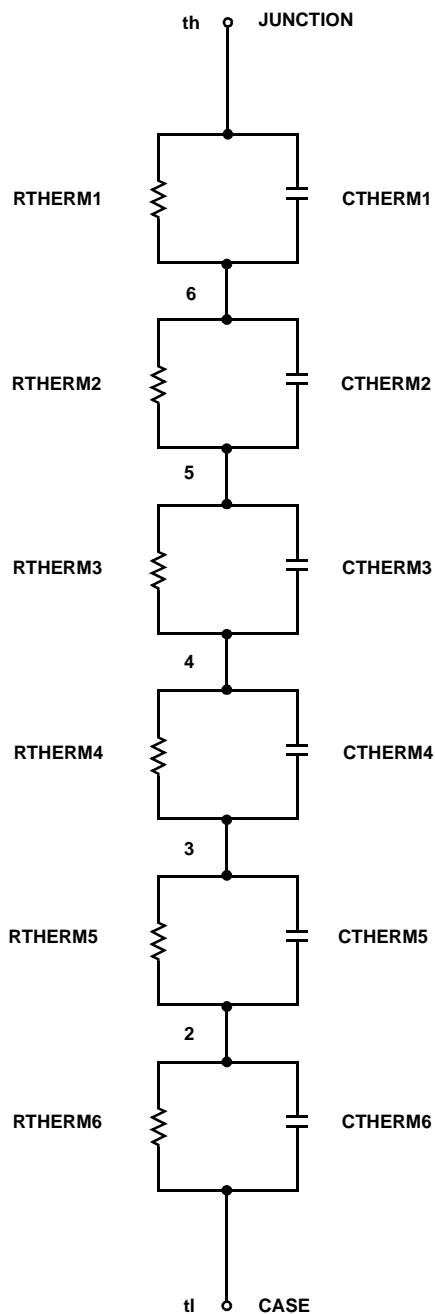 th JUNCTION
RTHERM1 CTHERM1
6
RTHERM2 CTHERM2
5
RTHERM3 CTHERM3
4
RTHERM4 CTHERM4
3
RTHERM5 CTHERM5
2
RTHERM6 CTHERM6
tl CASE